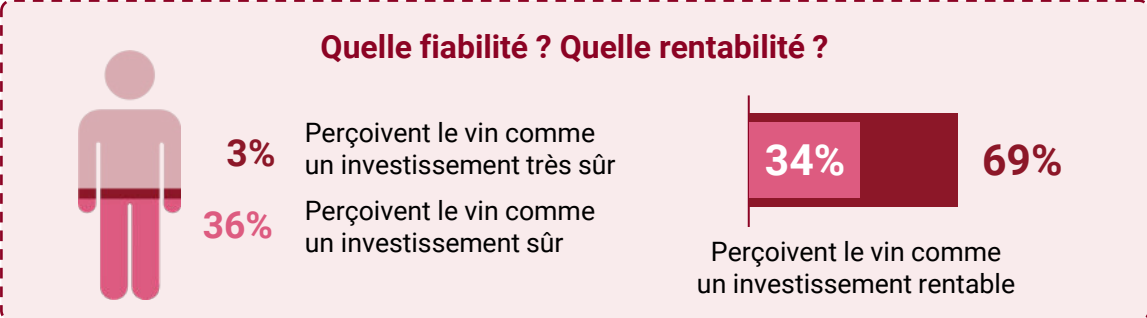 Quelle fiabilité ? Quelle rentabilité ?
3%
Perçoivent le vin comme
un investissement très sûr
36%
Perçoivent le vin comme
un investissement sûr
34%
69%
Perçoivent le vin comme
un investissement rentable